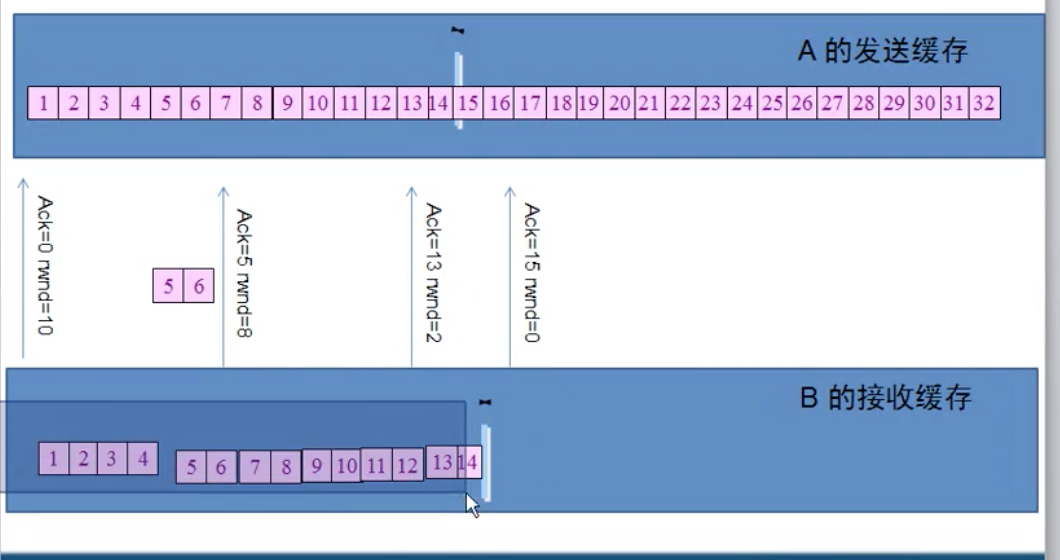 A 的发送缓存
1 2 3 4 5 6 7 8 9 10 11 12 13 14 15 16 17 18 19 20 21 22 23 24 25 26 27 28 29 30 31 32
Ack=0 rwnd=10
Ack=5 rwnd=8
Ack=13 rwnd=2
Ack=15 rwnd=0
5 6
B 的接收缓存
1 2 3 4 5 6 7 8 9 10 11 12 13 14